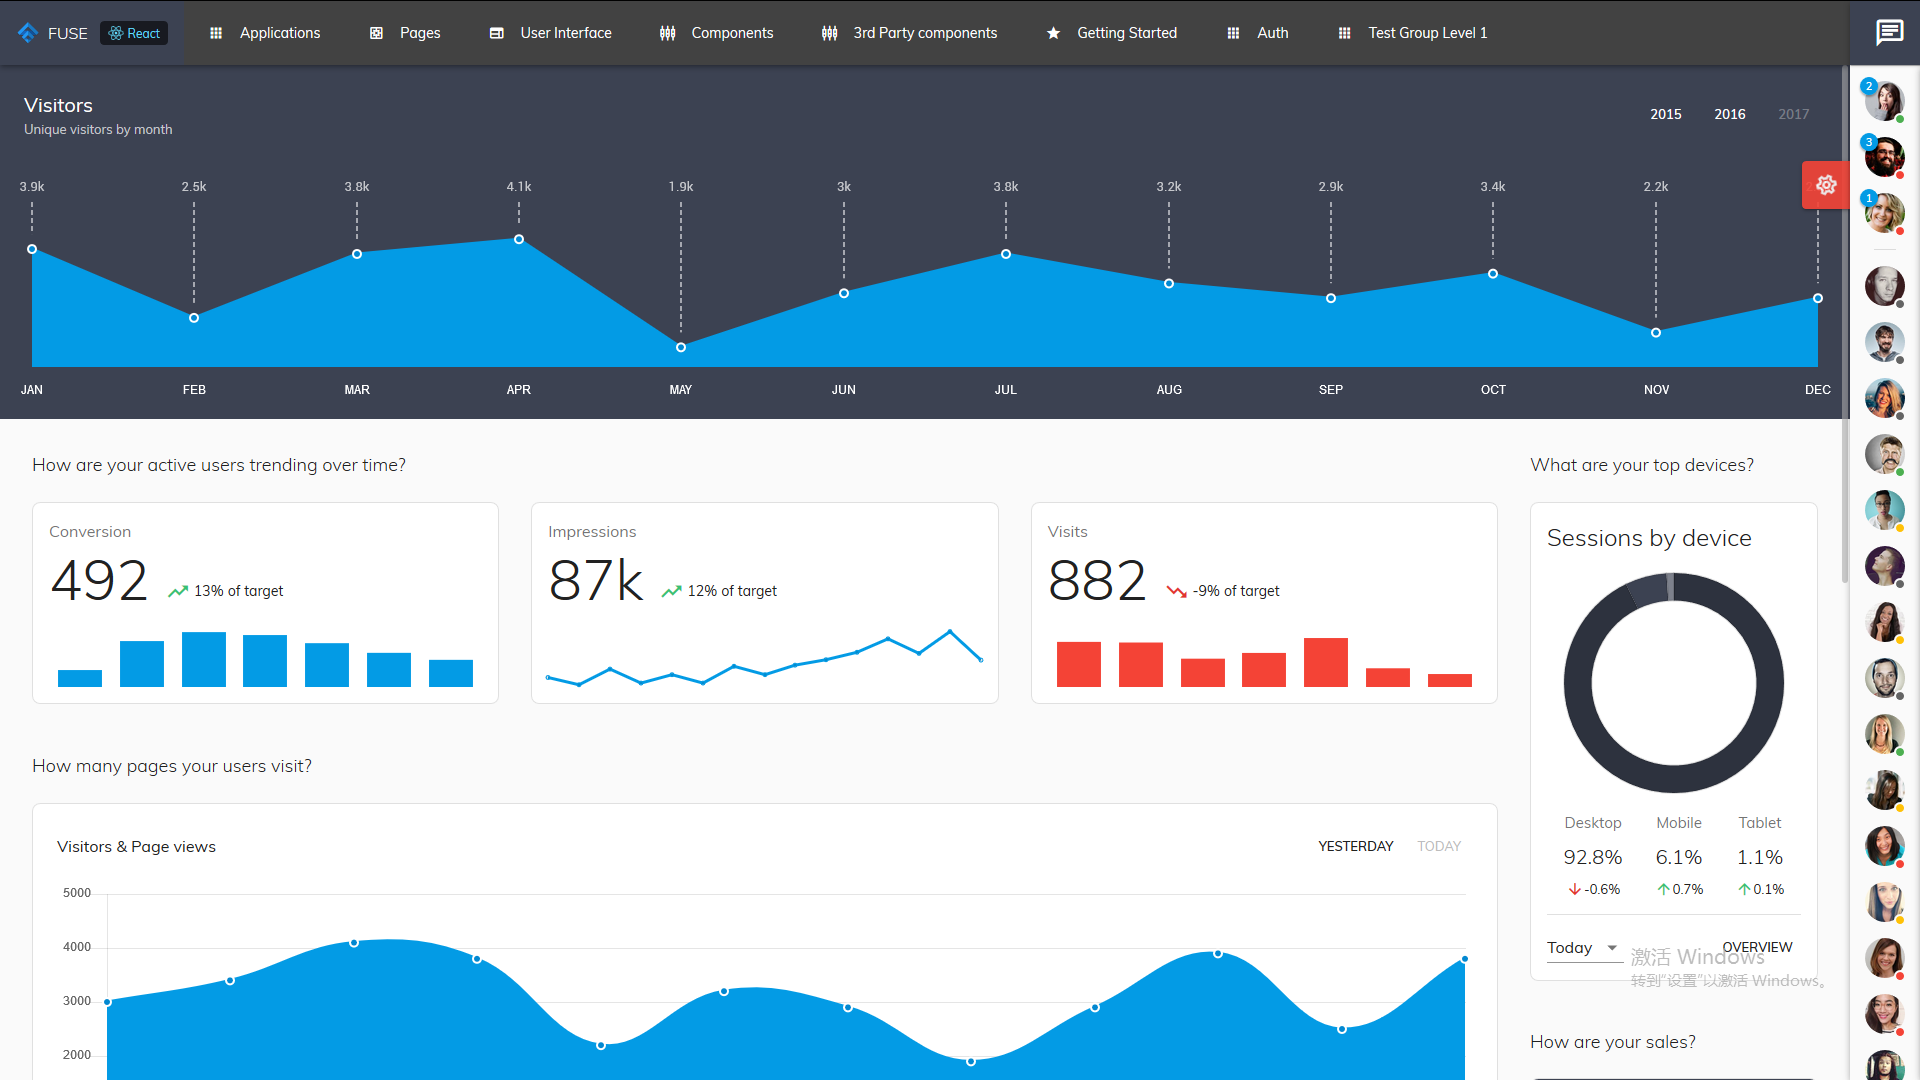 FUSE React Applications Pages User Interface Components 3rd Party components Getting Started Auth Test Group Level 1
Visitors
Unique visitors by month
2015 2016 2017
3.9k 2.5k 3.8k 4.1k 1.9k 3k 3.8k 3.2k 2.9k 3.4k 2.2k
JAN FEB MAR APR MAY JUN JUL AUG SEP OCT NOV DEC
2
3
1
How are your active users trending over time?
Conversion
492 13% of target
Impressions
87k 12% of target
Visits
882 -9% of target
What are your top devices?
Sessions by device
Desktop Mobile Tablet
92.8% 6.1% 1.1%
-0.6% 0.7% 0.1%
Today OVERVIEW
How many pages your users visit?
Visitors & Page views
YESTERDAY TODAY
5000
4000
3000
2000
How are your sales?
激活 Windows
转到“设置”以激活 Windows。